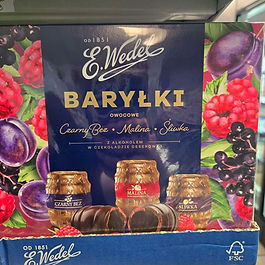 OD 1851
E. Wedel
BARYŁKI
OWOCOWE
Czarny Bez • Malina • Śliwka
Z ALKOHOLEM
W CZEKOLADZIE DESEROWEJ
CZARNY BEZ
MALINA
ŚLIWKA
OD 1851
E. Wedel
FSC